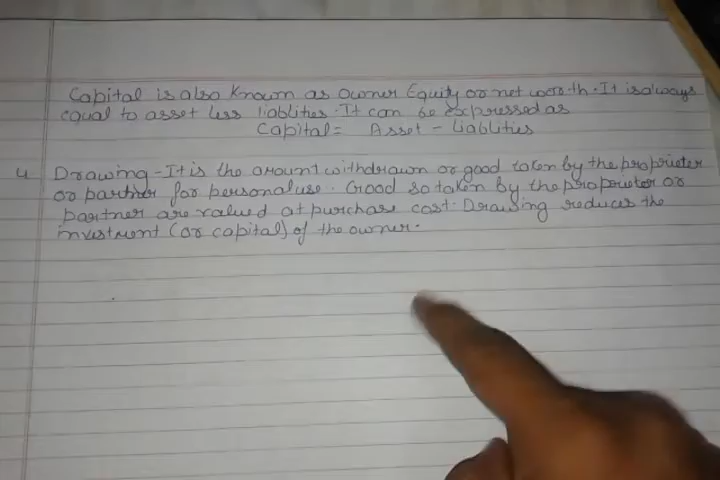 Capital is also known as owner Equity or net worth. It is always
equal to asset less liablities. It can be expressed as
Capital = Asset - Liablities
4 Drawing - It is the amount withdrawn or good taken by the proprietor
or partner for personal use. Good so taken by the proprietor or
partner are valued at purchase cost. Drawing reduces the
investment (or capital) of the owner.